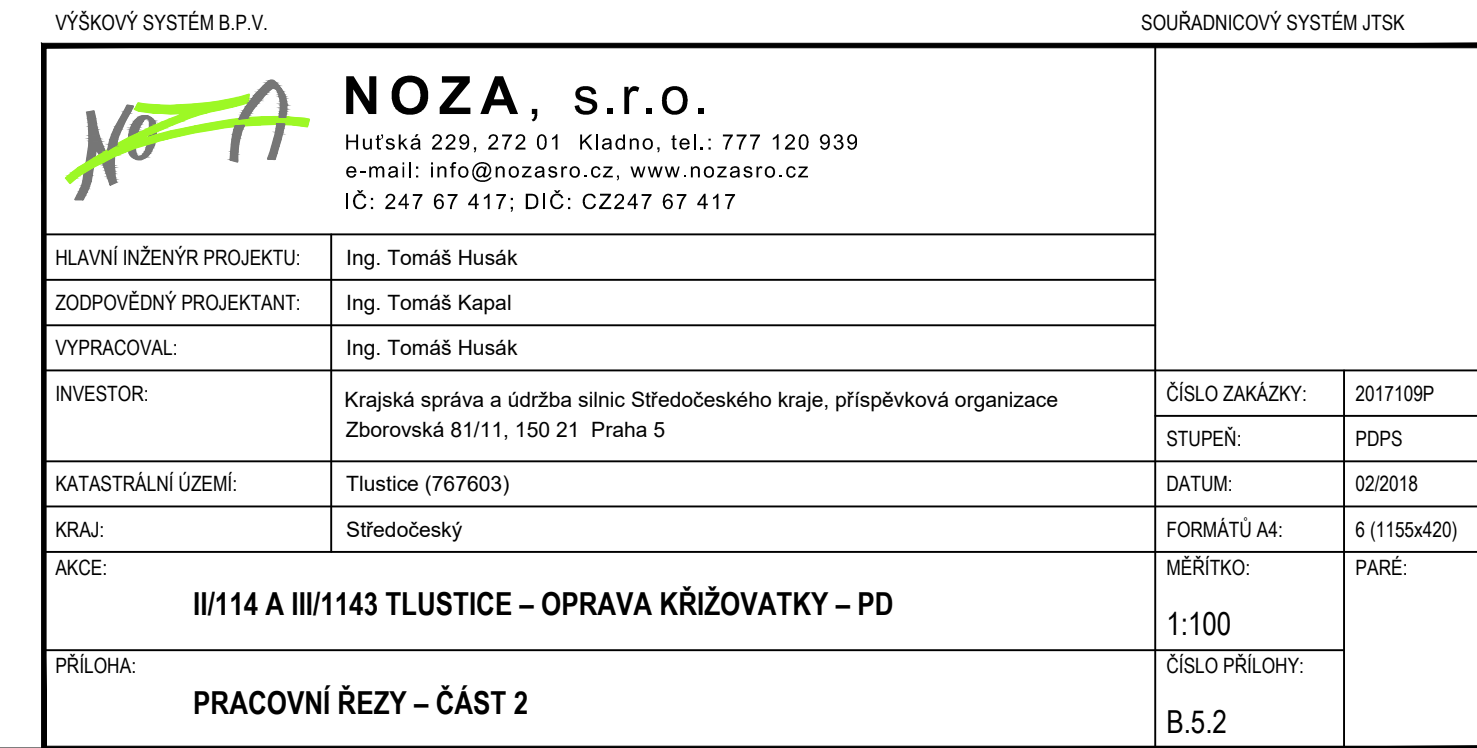 VÝŠKOVÝ SYSTÉM B.P.V.
SOUŘADNICOVÝ SYSTÉM JTSK
NOZA
NOZA, s.r.o.
Huťská 229, 272 01 Kladno, tel.: 777 120 939
e-mail: info@nozasro.cz, www.nozasro.cz
IČ: 247 67 417; DIČ: CZ247 67 417
HLAVNÍ INŽENÝR PROJEKTU: Ing. Tomáš Husák
ZODPOVĚDNÝ PROJEKTANT: Ing. Tomáš Kapal
VYPRACOVAL: Ing. Tomáš Husák
INVESTOR: Krajská správa a údržba silnic Středočeského kraje, příspěvková organizace
Zborovská 81/11, 150 21 Praha 5
ČÍSLO ZAKÁZKY: 2017109P
STUPEŇ: PDPS
KATASTRÁLNÍ ÚZEMÍ: Tlustice (767603)
DATUM: 02/2018
KRAJ: Středočeský
FORMÁTŮ A4: 6 (1155x420)
AKCE:
II/114 A III/1143 TLUSTICE – OPRAVA KŘIŽOVATKY – PD
MĚŘÍTKO:
1:100
PARÉ:
PŘÍLOHA:
PRACOVNÍ ŘEZY – ČÁST 2
ČÍSLO PŘÍLOHY:
B.5.2